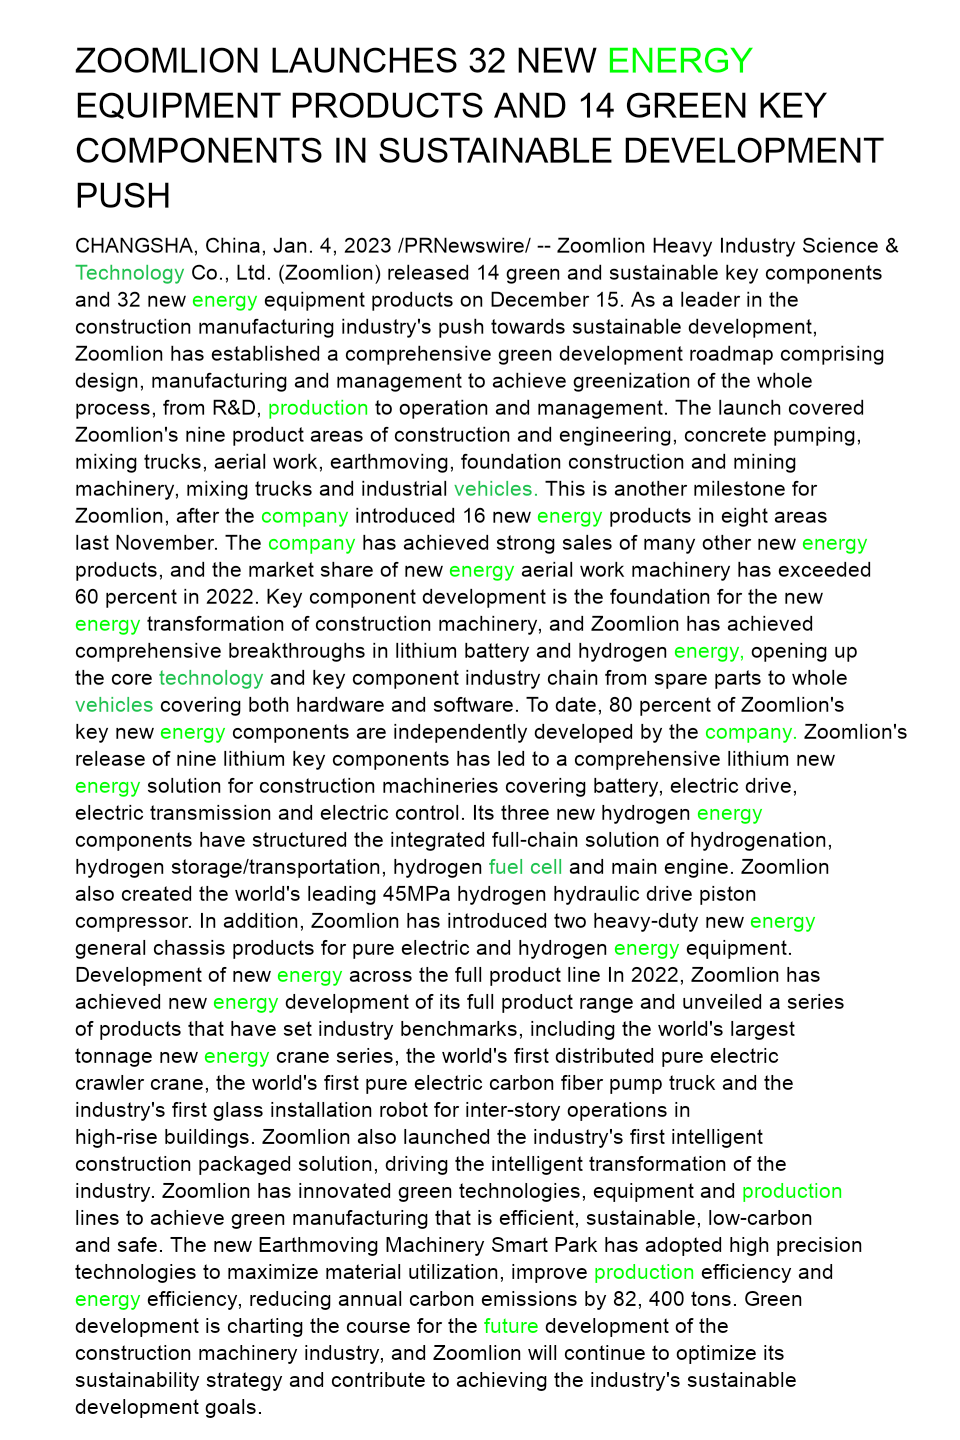 ZOOMLION LAUNCHES 32 NEW ENERGY
EQUIPMENT PRODUCTS AND 14 GREEN KEY
COMPONENTS IN SUSTAINABLE DEVELOPMENT
PUSH
CHANGSHA, China, Jan. 4, 2023 /PRNewswire/ -- Zoomlion Heavy Industry Science &
Technology Co., Ltd. (Zoomlion) released 14 green and sustainable key components
and 32 new energy equipment products on December 15. As a leader in the
construction manufacturing industry's push towards sustainable development,
Zoomlion has established a comprehensive green development roadmap comprising
design, manufacturing and management to achieve greenization of the whole
process, from R&D, production to operation and management. The launch covered
Zoomlion's nine product areas of construction and engineering, concrete pumping,
mixing trucks, aerial work, earthmoving, foundation construction and mining
machinery, mixing trucks and industrial vehicles. This is another milestone for
Zoomlion, after the company introduced 16 new energy products in eight areas
last November. The company has achieved strong sales of many other new energy
products, and the market share of new energy aerial work machinery has exceeded
60 percent in 2022. Key component development is the foundation for the new
energy transformation of construction machinery, and Zoomlion has achieved
comprehensive breakthroughs in lithium battery and hydrogen energy, opening up
the core technology and key component industry chain from spare parts to whole
vehicles covering both hardware and software. To date, 80 percent of Zoomlion's
key new energy components are independently developed by the company. Zoomlion's
release of nine lithium key components has led to a comprehensive lithium new
energy solution for construction machineries covering battery, electric drive,
electric transmission and electric control. Its three new hydrogen energy
components have structured the integrated full-chain solution of hydrogenation,
hydrogen storage/transportation, hydrogen fuel cell and main engine. Zoomlion
also created the world's leading 45MPa hydrogen hydraulic drive piston
compressor. In addition, Zoomlion has introduced two heavy-duty new energy
general chassis products for pure electric and hydrogen energy equipment.
Development of new energy across the full product line In 2022, Zoomlion has
achieved new energy development of its full product range and unveiled a series
of products that have set industry benchmarks, including the world's largest
tonnage new energy crane series, the world's first distributed pure electric
crawler crane, the world's first pure electric carbon fiber pump truck and the
industry's first glass installation robot for inter-story operations in
high-rise buildings. Zoomlion also launched the industry's first intelligent
construction packaged solution, driving the intelligent transformation of the
industry. Zoomlion has innovated green technologies, equipment and production
lines to achieve green manufacturing that is efficient, sustainable, low-carbon
and safe. The new Earthmoving Machinery Smart Park has adopted high precision
technologies to maximize material utilization, improve production efficiency and
energy efficiency, reducing annual carbon emissions by 82, 400 tons. Green
development is charting the course for the future development of the
construction machinery industry, and Zoomlion will continue to optimize its
sustainability strategy and contribute to achieving the industry's sustainable
development goals.